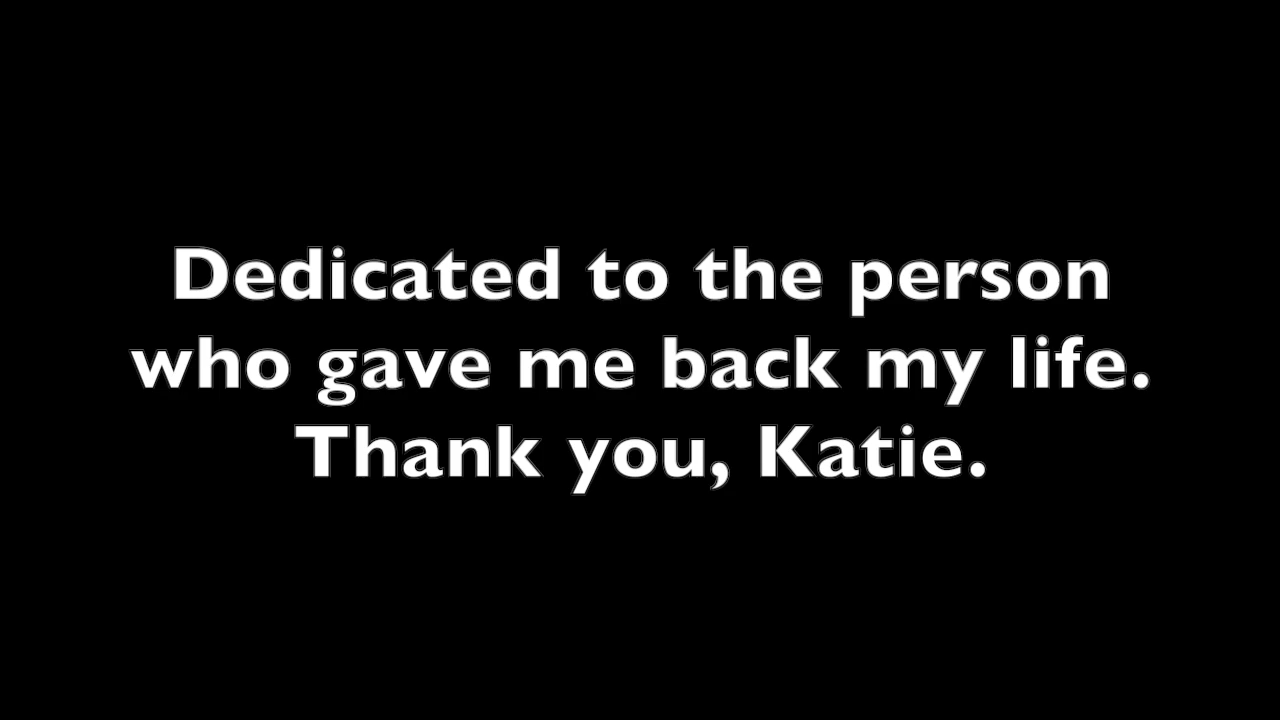 Dedicated to the person
who gave me back my life.
Thank you, Katie.